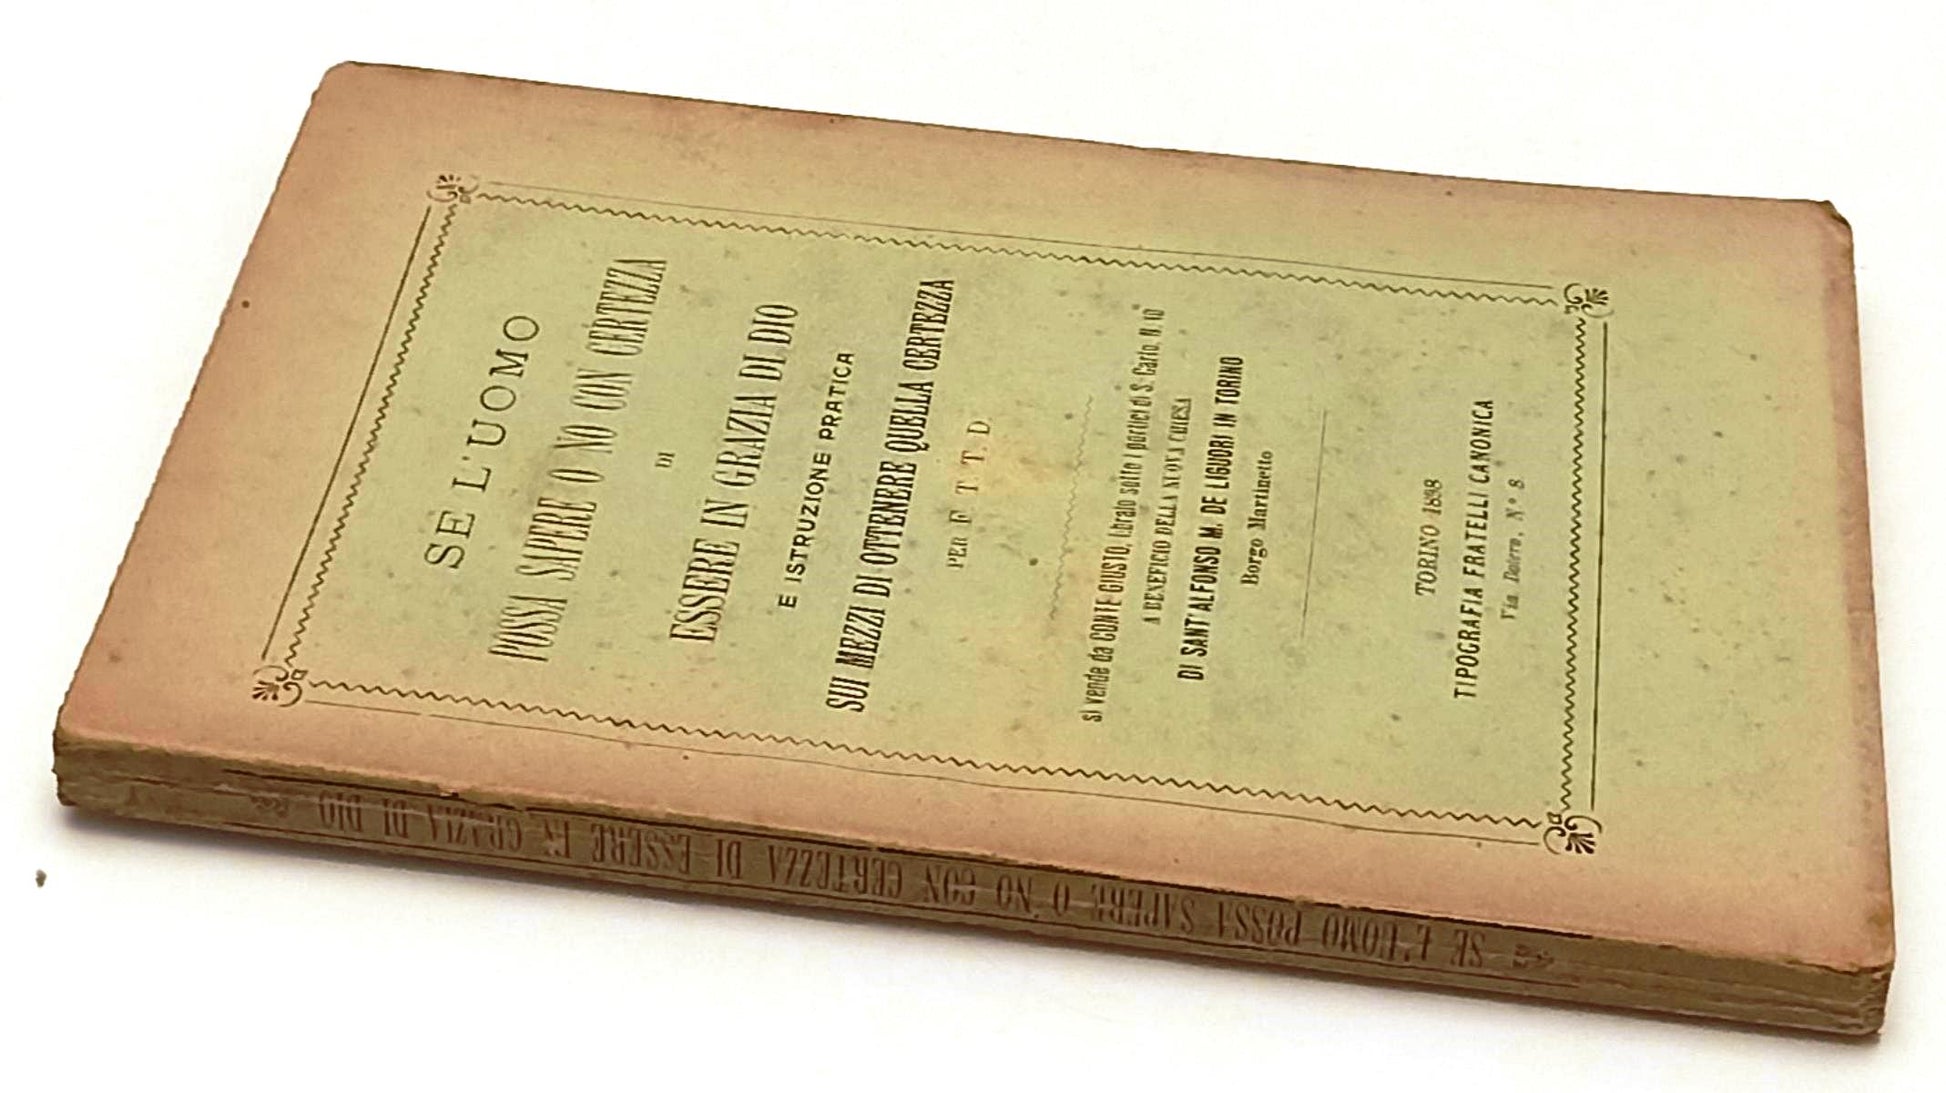 SE L'UOMO
POSSA SAPERE O NO CON CERTEZZA
DI
ESSERE IN GRAZIA DI DIO
E ISTRUZIONE PRATICA
SUI MEZZI DI OTTENERE QUELLA CERTEZZA
PER F. T. T. D
Si vende da CONTE GIUSTO, Libraio sotto i portici di S. Carlo, N. 10
A BENEFICIO DELLA NUOVA CHIESA
DI SANT'ALFONSO M. DE LIGUORI IN TORINO
Borgo Martinetto
TORINO 1898
TIPOGRAFIA FRATELLI CANONICA
Via Botero, N° 8.
SE L'UOMO POSSA SAPERE O NO CON CERTEZZA DI ESSERE IN GRAZIA DI DIO